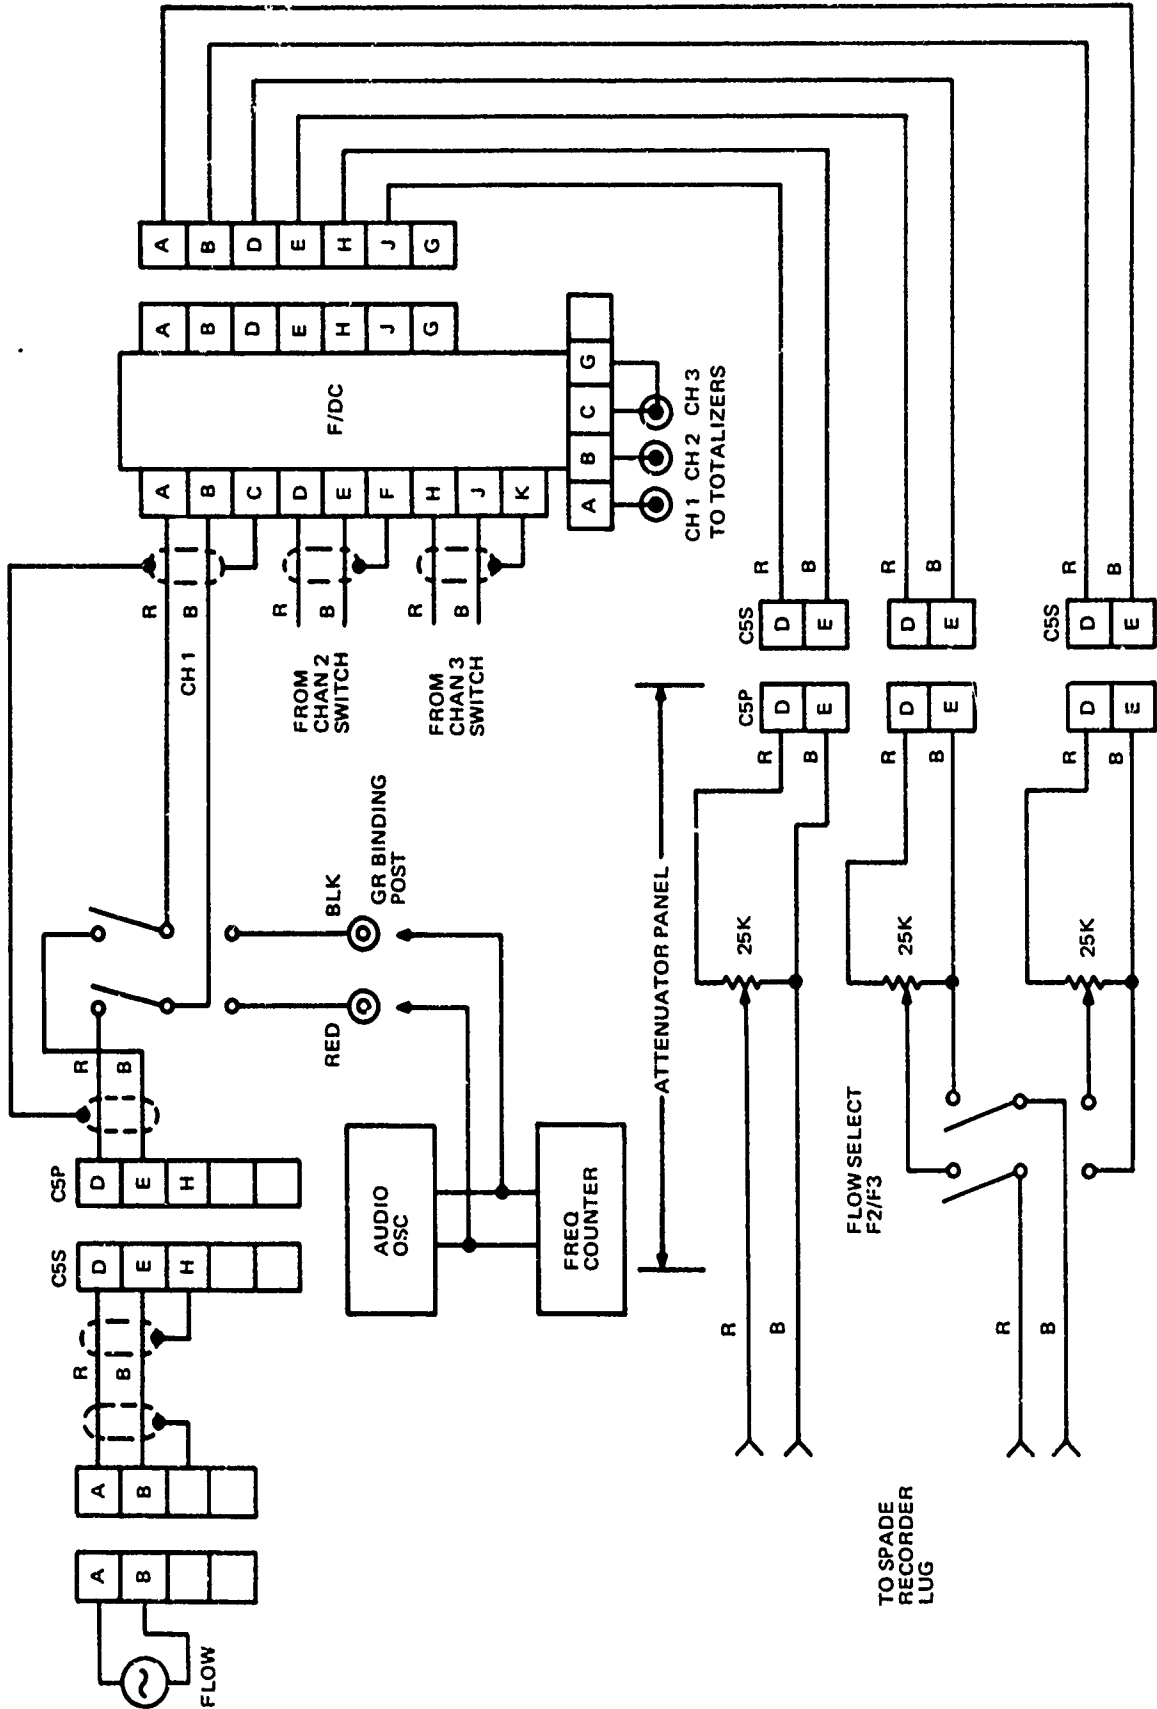 FLOW
A
B
A
B
R
B
C5S
D
E
H
C5P
D
E
H
R
B
R
B
CH 1
A
B
C
D
E
F
H
J
K
F/DC
A
B
D
E
H
J
G
A
B
D
E
H
J
G
R
B
FROM
CHAN 2
SWITCH
R
B
FROM
CHAN 3
SWITCH
RED
BLK
GR BINDING
POST
AUDIO
OSC
FREQ
COUNTER
A
B
C
G
CH 1 CH 2 CH 3
TO TOTALIZERS
ATTENUATOR PANEL
R
B
25K
R
B
C5P
D
E
C5S
D
E
R
B
FLOW SELECT
F2/F3
25K
R
B
D
E
D
E
R
B
TO SPADE
RECORDER
LUG
R
B
25K
R
B
D
E
C5S
D
E
R
B